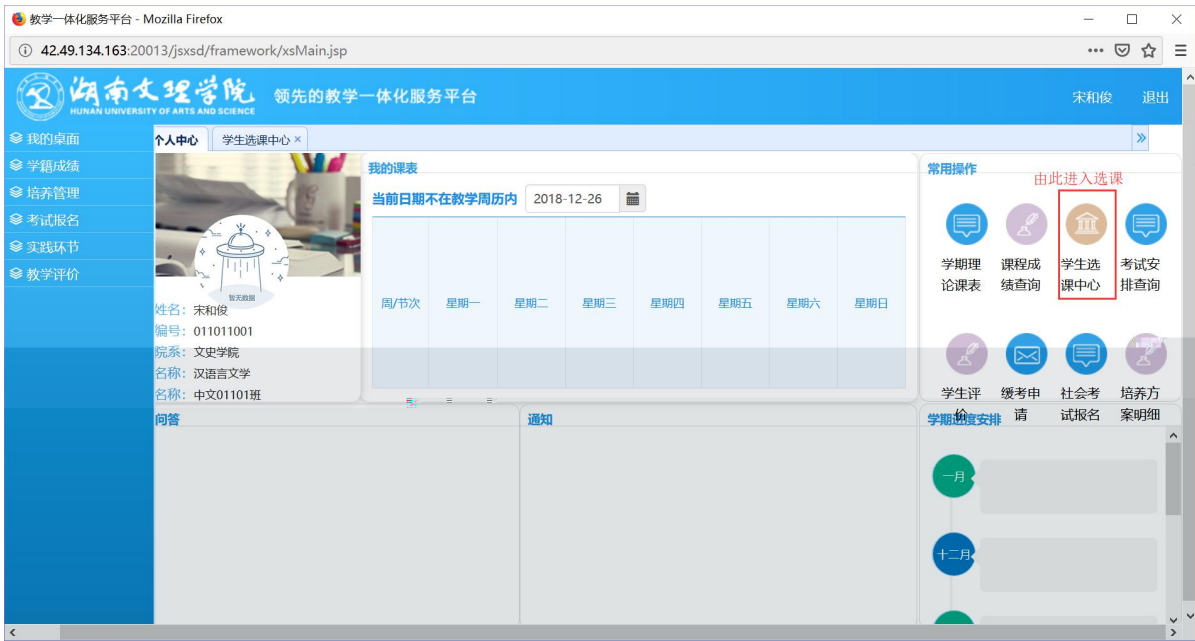 教学一体化服务平台 - Mozilla Firefox
42.49.134.163:20013/jsxsd/framework/xsMain.jsp
湖南文理学院
HUNAN UNIVERSITY OF ARTS AND SCIENCE
领先的教学一体化服务平台
宋和俊 退出
我的桌面
学籍成绩
培养管理
考试报名
实践环节
教学评价
个人中心 学生选课中心 ×
暂无数据
姓名：宋和俊
编号：011011001
院系：文史学院
名称：汉语言文学
名称：中文01101班
我的课表
当前日期不在教学周历内 2018-12-26
周/节次 星期一 星期二 星期三 星期四 星期五 星期六 星期日
常用操作
由此进入选课
学期理
论课表
课程成
绩查询
学生选
课中心
考试安
排查询
学生评
价
缓考申
请
社会考
试报名
培养方
案明细
问答
通知
学期进度安排
一月
十二月